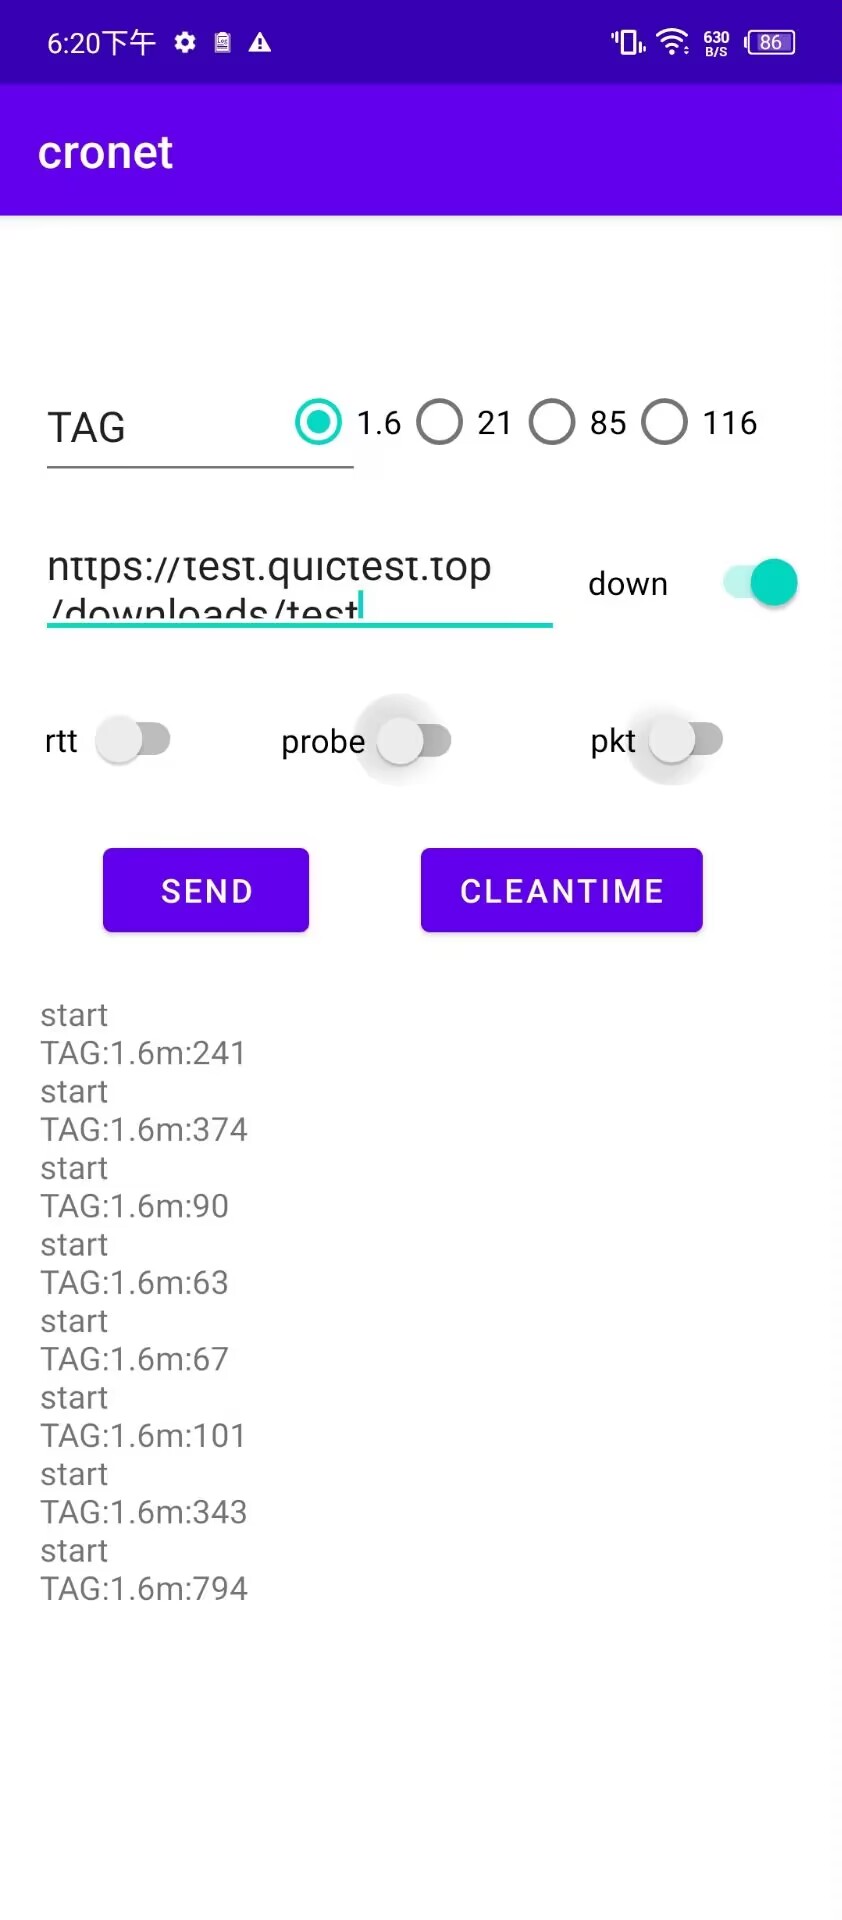 6:20下午 630 B/S 86
cronet
TAG 1.6 21 85 116
https://test.quictest.top
/downloads/test
down
rtt probe pkt
SEND CLEANTIME
start
TAG:1.6m:241
start
TAG:1.6m:374
start
TAG:1.6m:90
start
TAG:1.6m:63
start
TAG:1.6m:67
start
TAG:1.6m:101
start
TAG:1.6m:343
start
TAG:1.6m:794